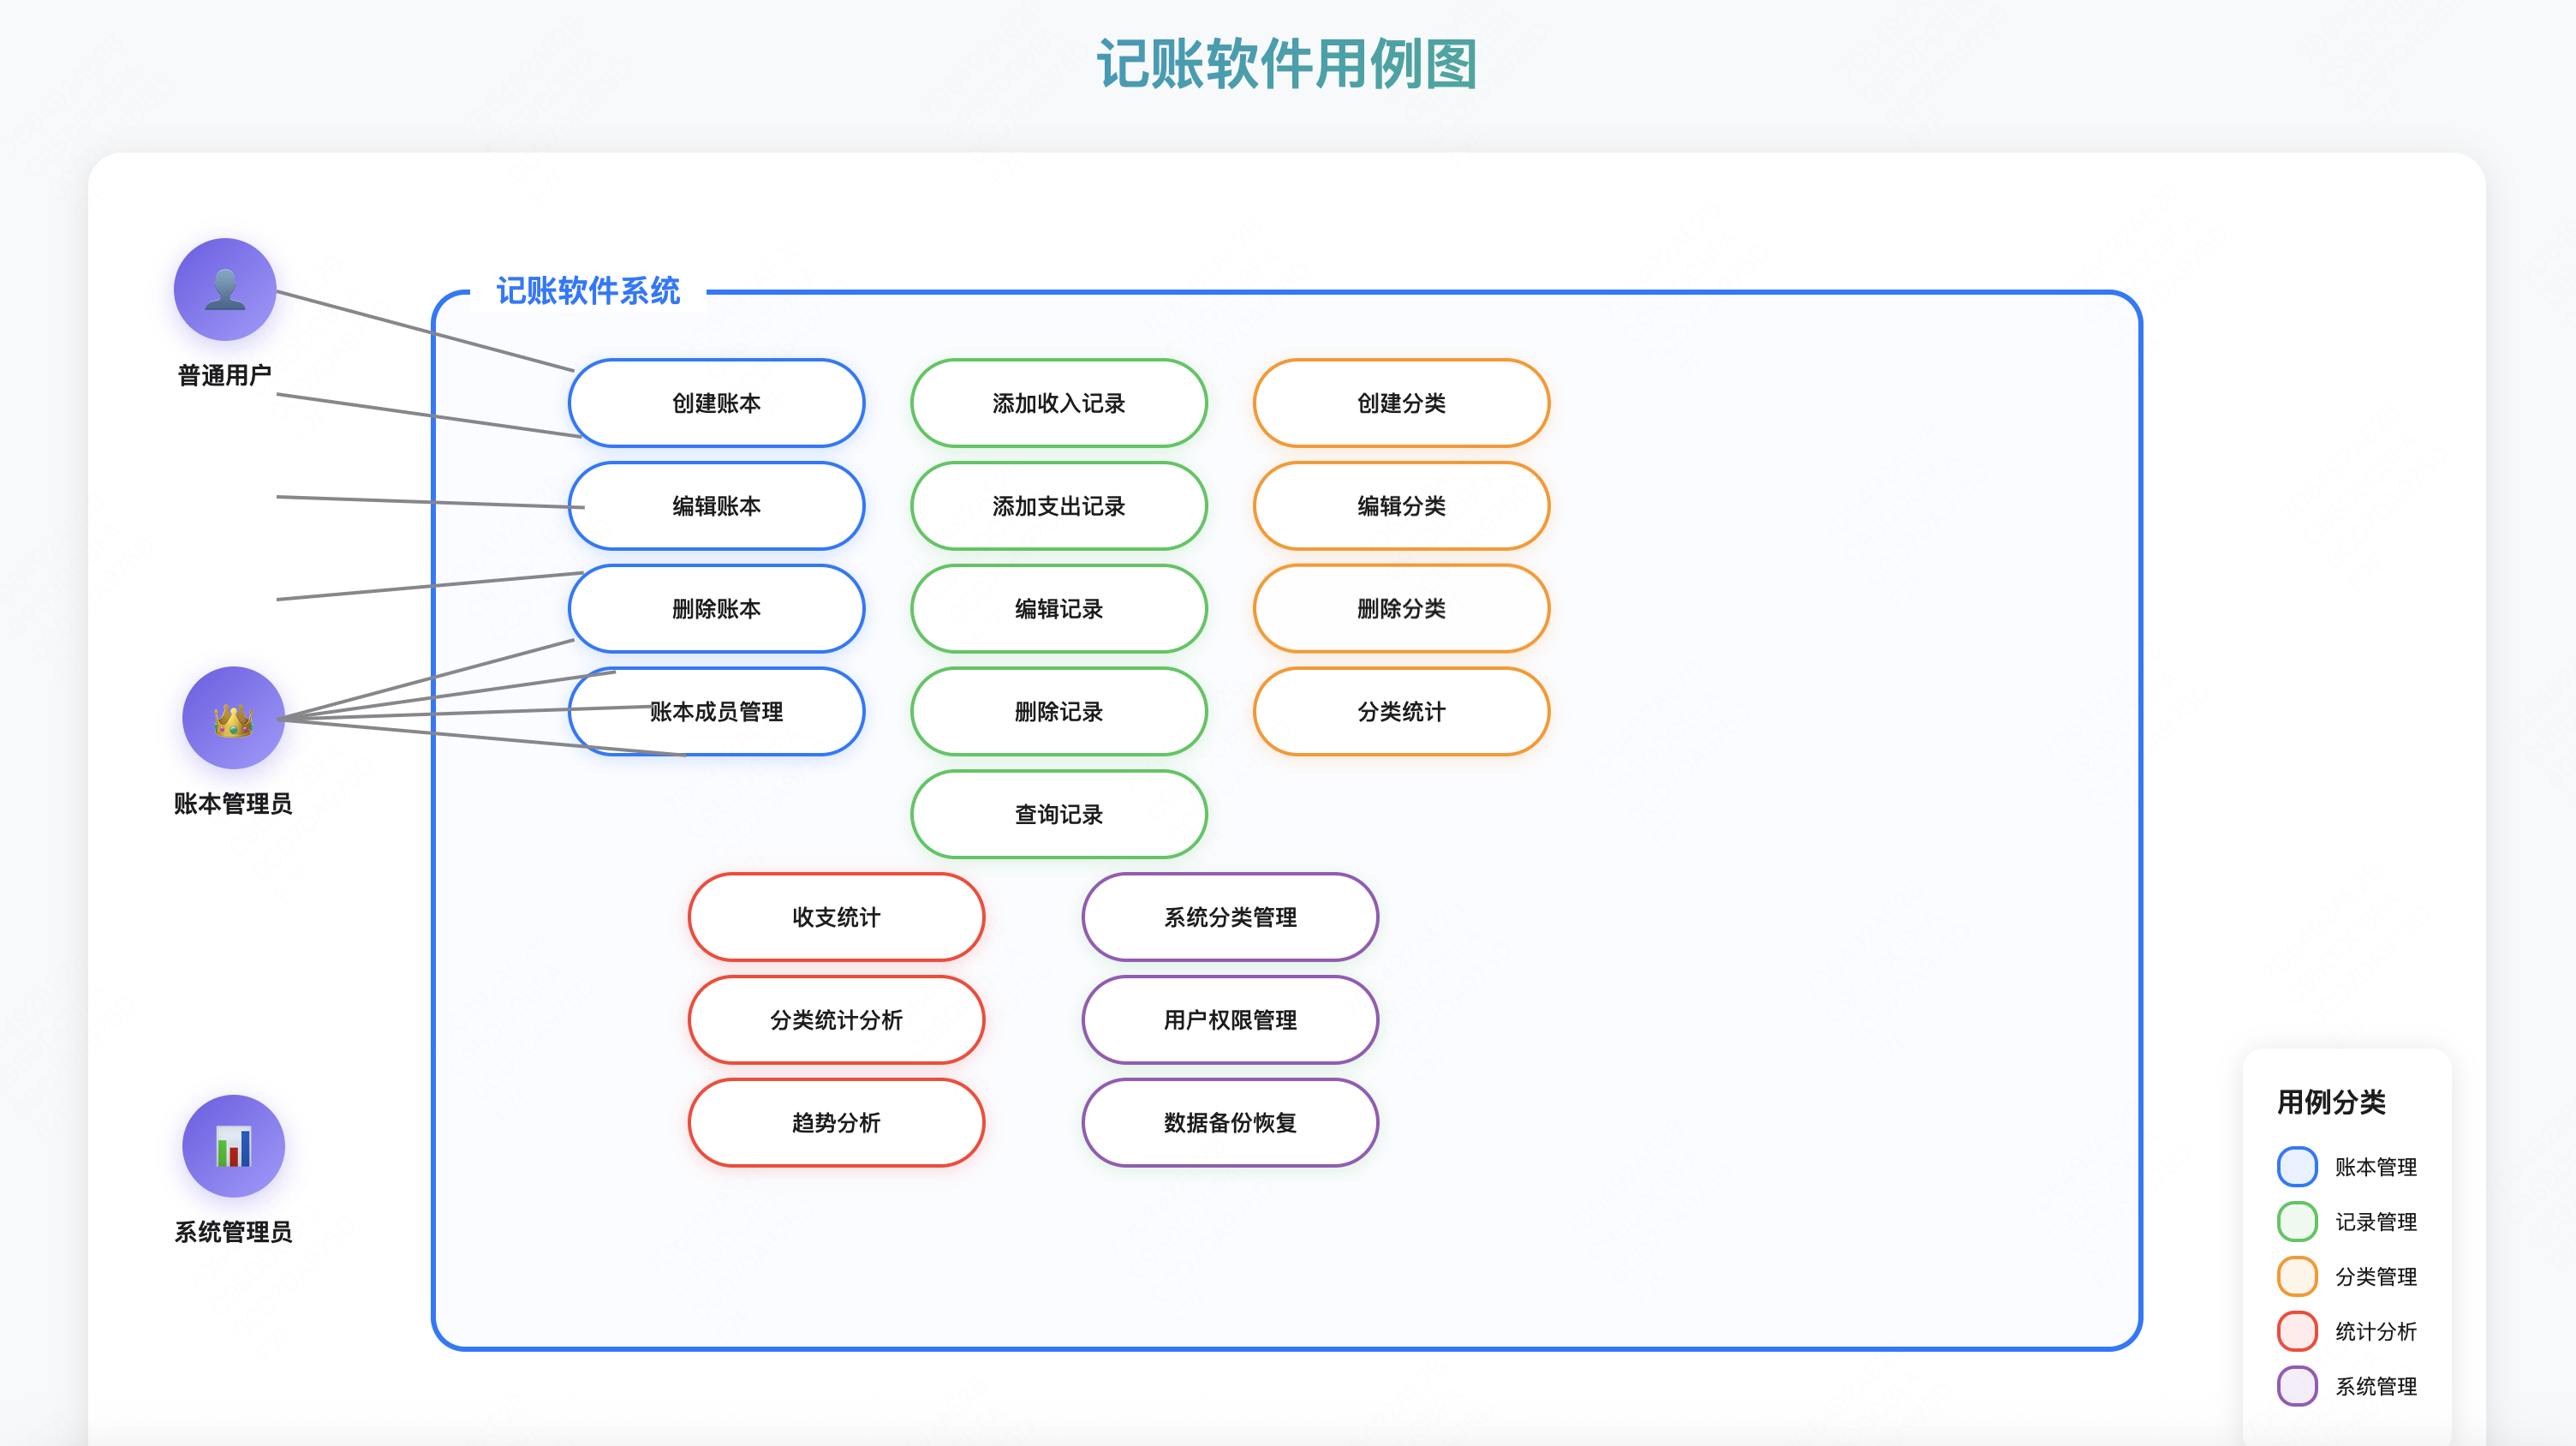 记账软件用例图
记账软件系统
普通用户
创建账本
添加收入记录
创建分类
编辑账本
添加支出记录
编辑分类
删除账本
编辑记录
删除分类
账本成员管理
删除记录
分类统计
账本管理员
查询记录
收支统计
系统分类管理
分类统计分析
用户权限管理
趋势分析
数据备份恢复
系统管理员
用例分类
账本管理
记录管理
分类管理
统计分析
系统管理